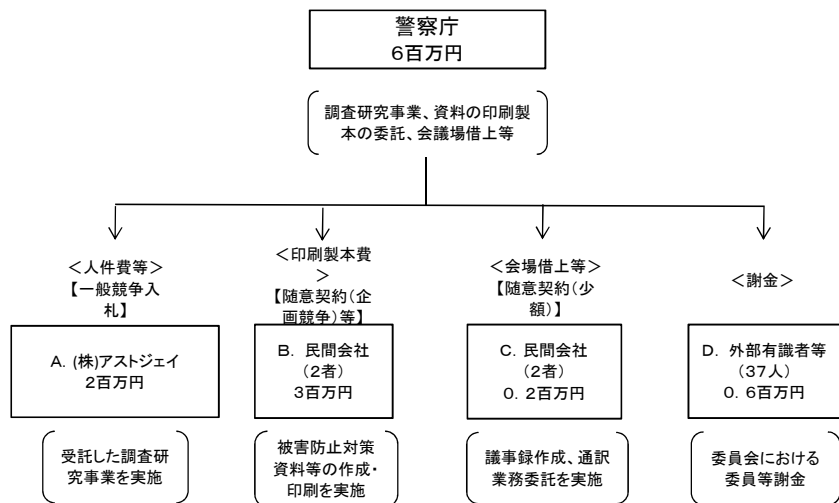 警察庁
6百万円
調査研究事業、資料の印刷製
本の委託、会議場借上等
<人件費等>
【一般競争入
札】
A. (株)アストジェイ
2百万円
受託した調査研
究事業を実施
<印刷製本費
>
【随意契約(企
画競争)等】
B. 民間会社
(2者)
3百万円
被害防止対策
資料等の作成・
印刷を実施
<会場借上等>
【随意契約(少
額)】
C. 民間会社
(2者)
0. 2百万円
議事録作成、通訳
業務委託を実施
<謝金>
D. 外部有識者等
(37人)
0. 6百万円
委員会における
委員等謝金